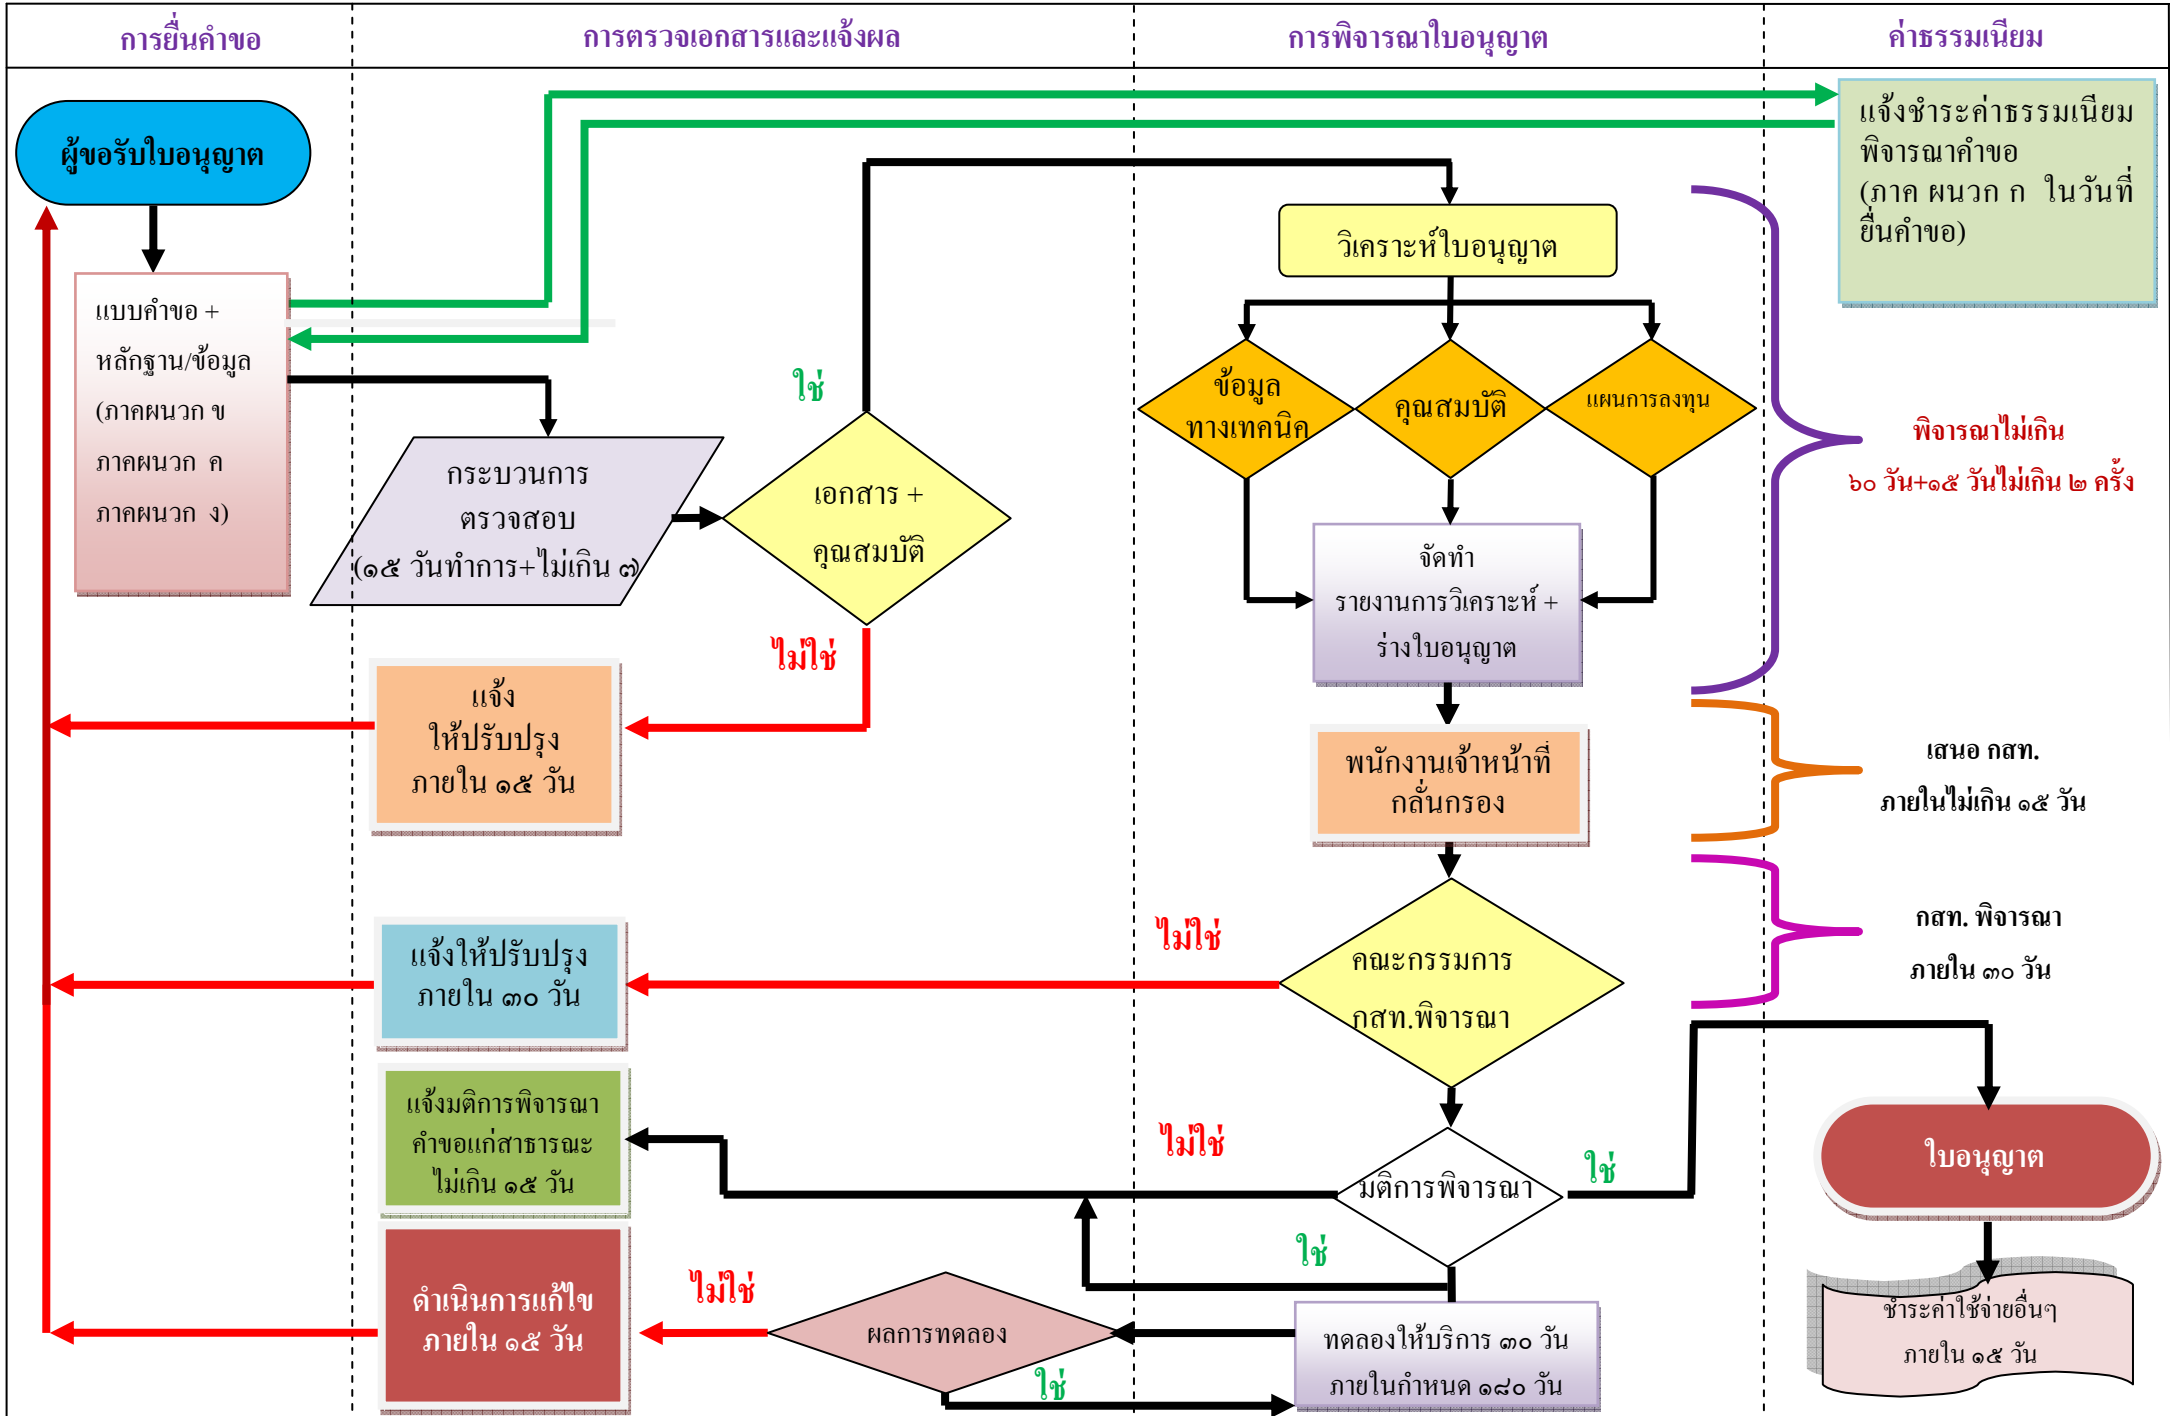 การยื่นคำขอ
การตรวจเอกสารและแจ้งผล
การพิจารณาใบอนุญาต
ค่าธรรมเนียม
ผู้ขอรับใบอนุญาต
แบบคำขอ +
หลักฐาน/ข้อมูล
(ภาคผนวก ข
ภาคผนวก ค
ภาคผนวก ง)
แจ้งชำระค่าธรรมเนียม
พิจารณาคำขอ
(ภาค ผนวก ก ในวันที่
ยื่นคำขอ)
กระบวนการ
ตรวจสอบ
(๑๕ วันทำการ+ไม่เกิน ๗
ใช่
เอกสาร +
คุณสมบัติ
ไม่ใช่
แจ้ง
ให้ปรับปรุง
ภายใน ๑๕ วัน
วิเคราะห์ใบอนุญาต
ข้อมูล
ทางเทคนิค
คุณสมบัติ
แผนการลงทุน
จัดทำ
รายงานการวิเคราะห์ +
ร่างใบอนุญาต
พิจารณาไม่เกิน
๖๐ วัน+๑๕ วันไม่เกิน ๒ ครั้ง
พนักงานเจ้าหน้าที่
กลั่นกรอง
เสนอ กสท.
ภายในไม่เกิน ๑๕ วัน
คณะกรรมการ
กสท.พิจารณา
กสท. พิจารณา
ภายใน ๓๐ วัน
ไม่ใช่
แจ้งให้ปรับปรุง
ภายใน ๓๐ วัน
แจ้งมติการพิจารณา
คำขอแก่สาธารณะ
ไม่เกิน ๑๕ วัน
ไม่ใช่
มติการพิจารณา
ใช่
ใบอนุญาต
ใช่
ดำเนินการแก้ไข
ภายใน ๑๕ วัน
ไม่ใช่
ผลการทดลอง
ใช่
ทดลองให้บริการ ๓๐ วัน
ภายในกำหนด ๑๘๐ วัน
ชำระค่าใช้จ่ายอื่นๆ
ภายใน ๑๕ วัน